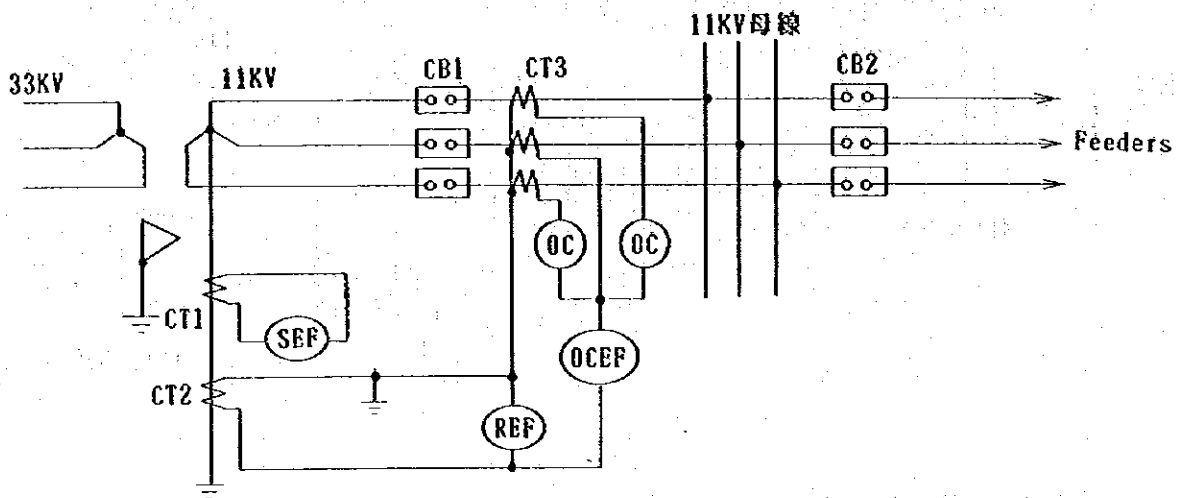 11KV母線
33KV
11KV
CB1
CT3
CB2
Feeders
OC
OC
CT1
SEF
OCEF
CT2
REF